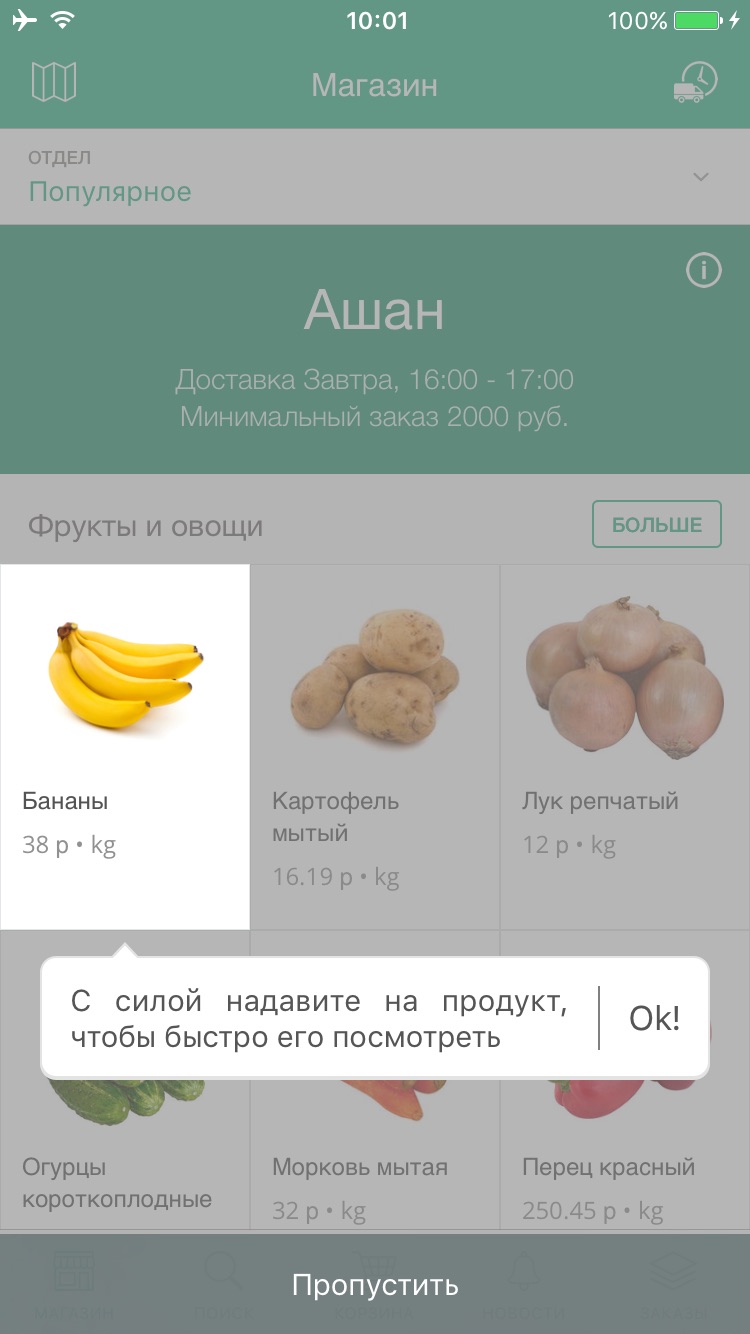 10:01
100%
Магазин
ОТДЕЛ
Популярное
Ашан
Доставка Завтра, 16:00 - 17:00
Минимальный заказ 2000 руб.
Фрукты и овощи
БОЛЬШЕ
Бананы
38 р • kg
Картофель
мытый
16.19 р • kg
Лук репчатый
12 р • kg
С силой надавите на продукт,
чтобы быстро его посмотреть
Ok!
Огурцы
короткоплодные
Морковь мытая
32 р • kg
Перец красный
250.45 р • kg
Пропустить
МАГАЗИН
ПОИСК
КОРЗИНА
НОВОСТИ
ЗАКАЗЫ